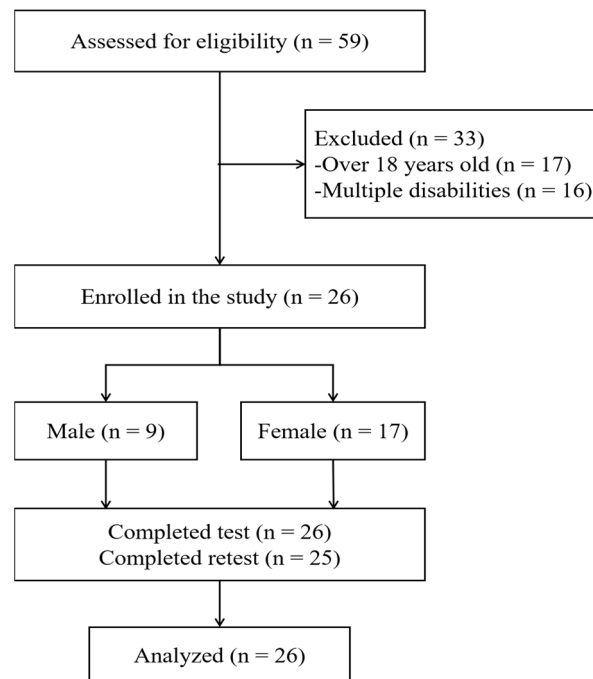 Assessed for eligibility (n = 59)
Excluded (n = 33)
-Over 18 years old (n = 17)
-Multiple disabilities (n = 16)
Enrolled in the study (n = 26)
Male (n = 9)
Female (n = 17)
Completed test (n = 26)
Completed retest (n = 25)
Analyzed (n = 26)